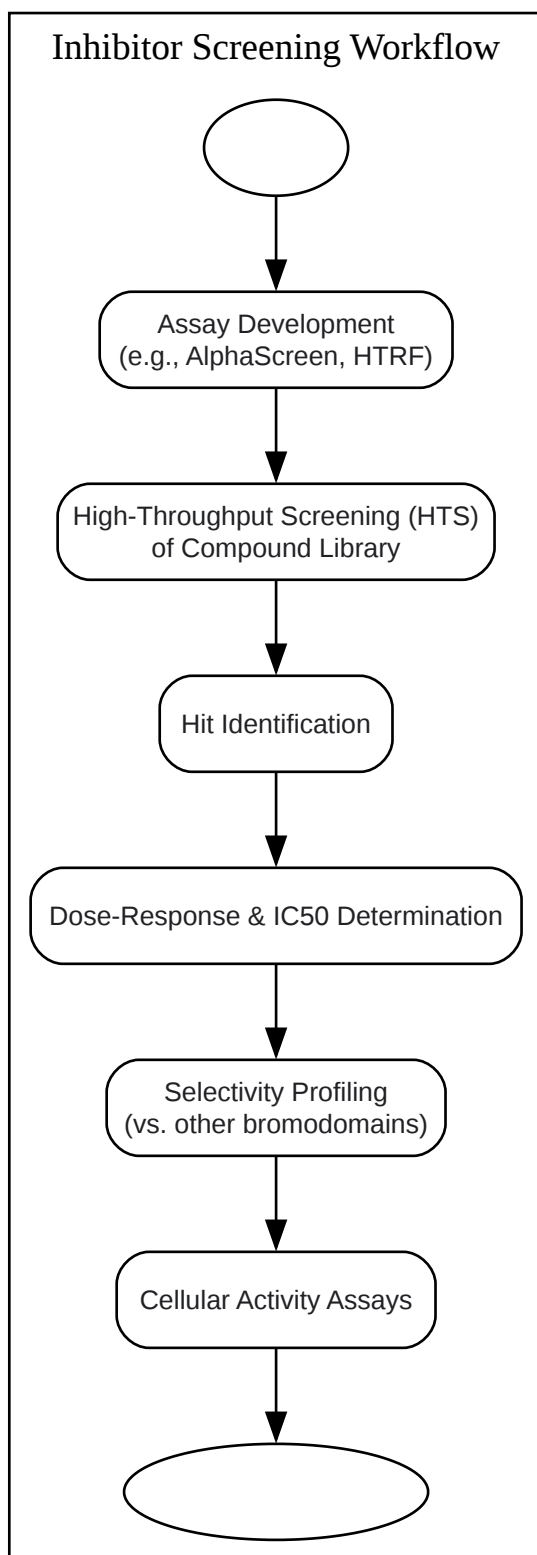 Inhibitor Screening Workflow
Assay Development
(e.g., AlphaScreen, HTRF)
High-Throughput Screening (HTS)
of Compound Library
Hit Identification
Dose-Response & IC50 Determination
Selectivity Profiling
(vs. other bromodomains)
Cellular Activity Assays